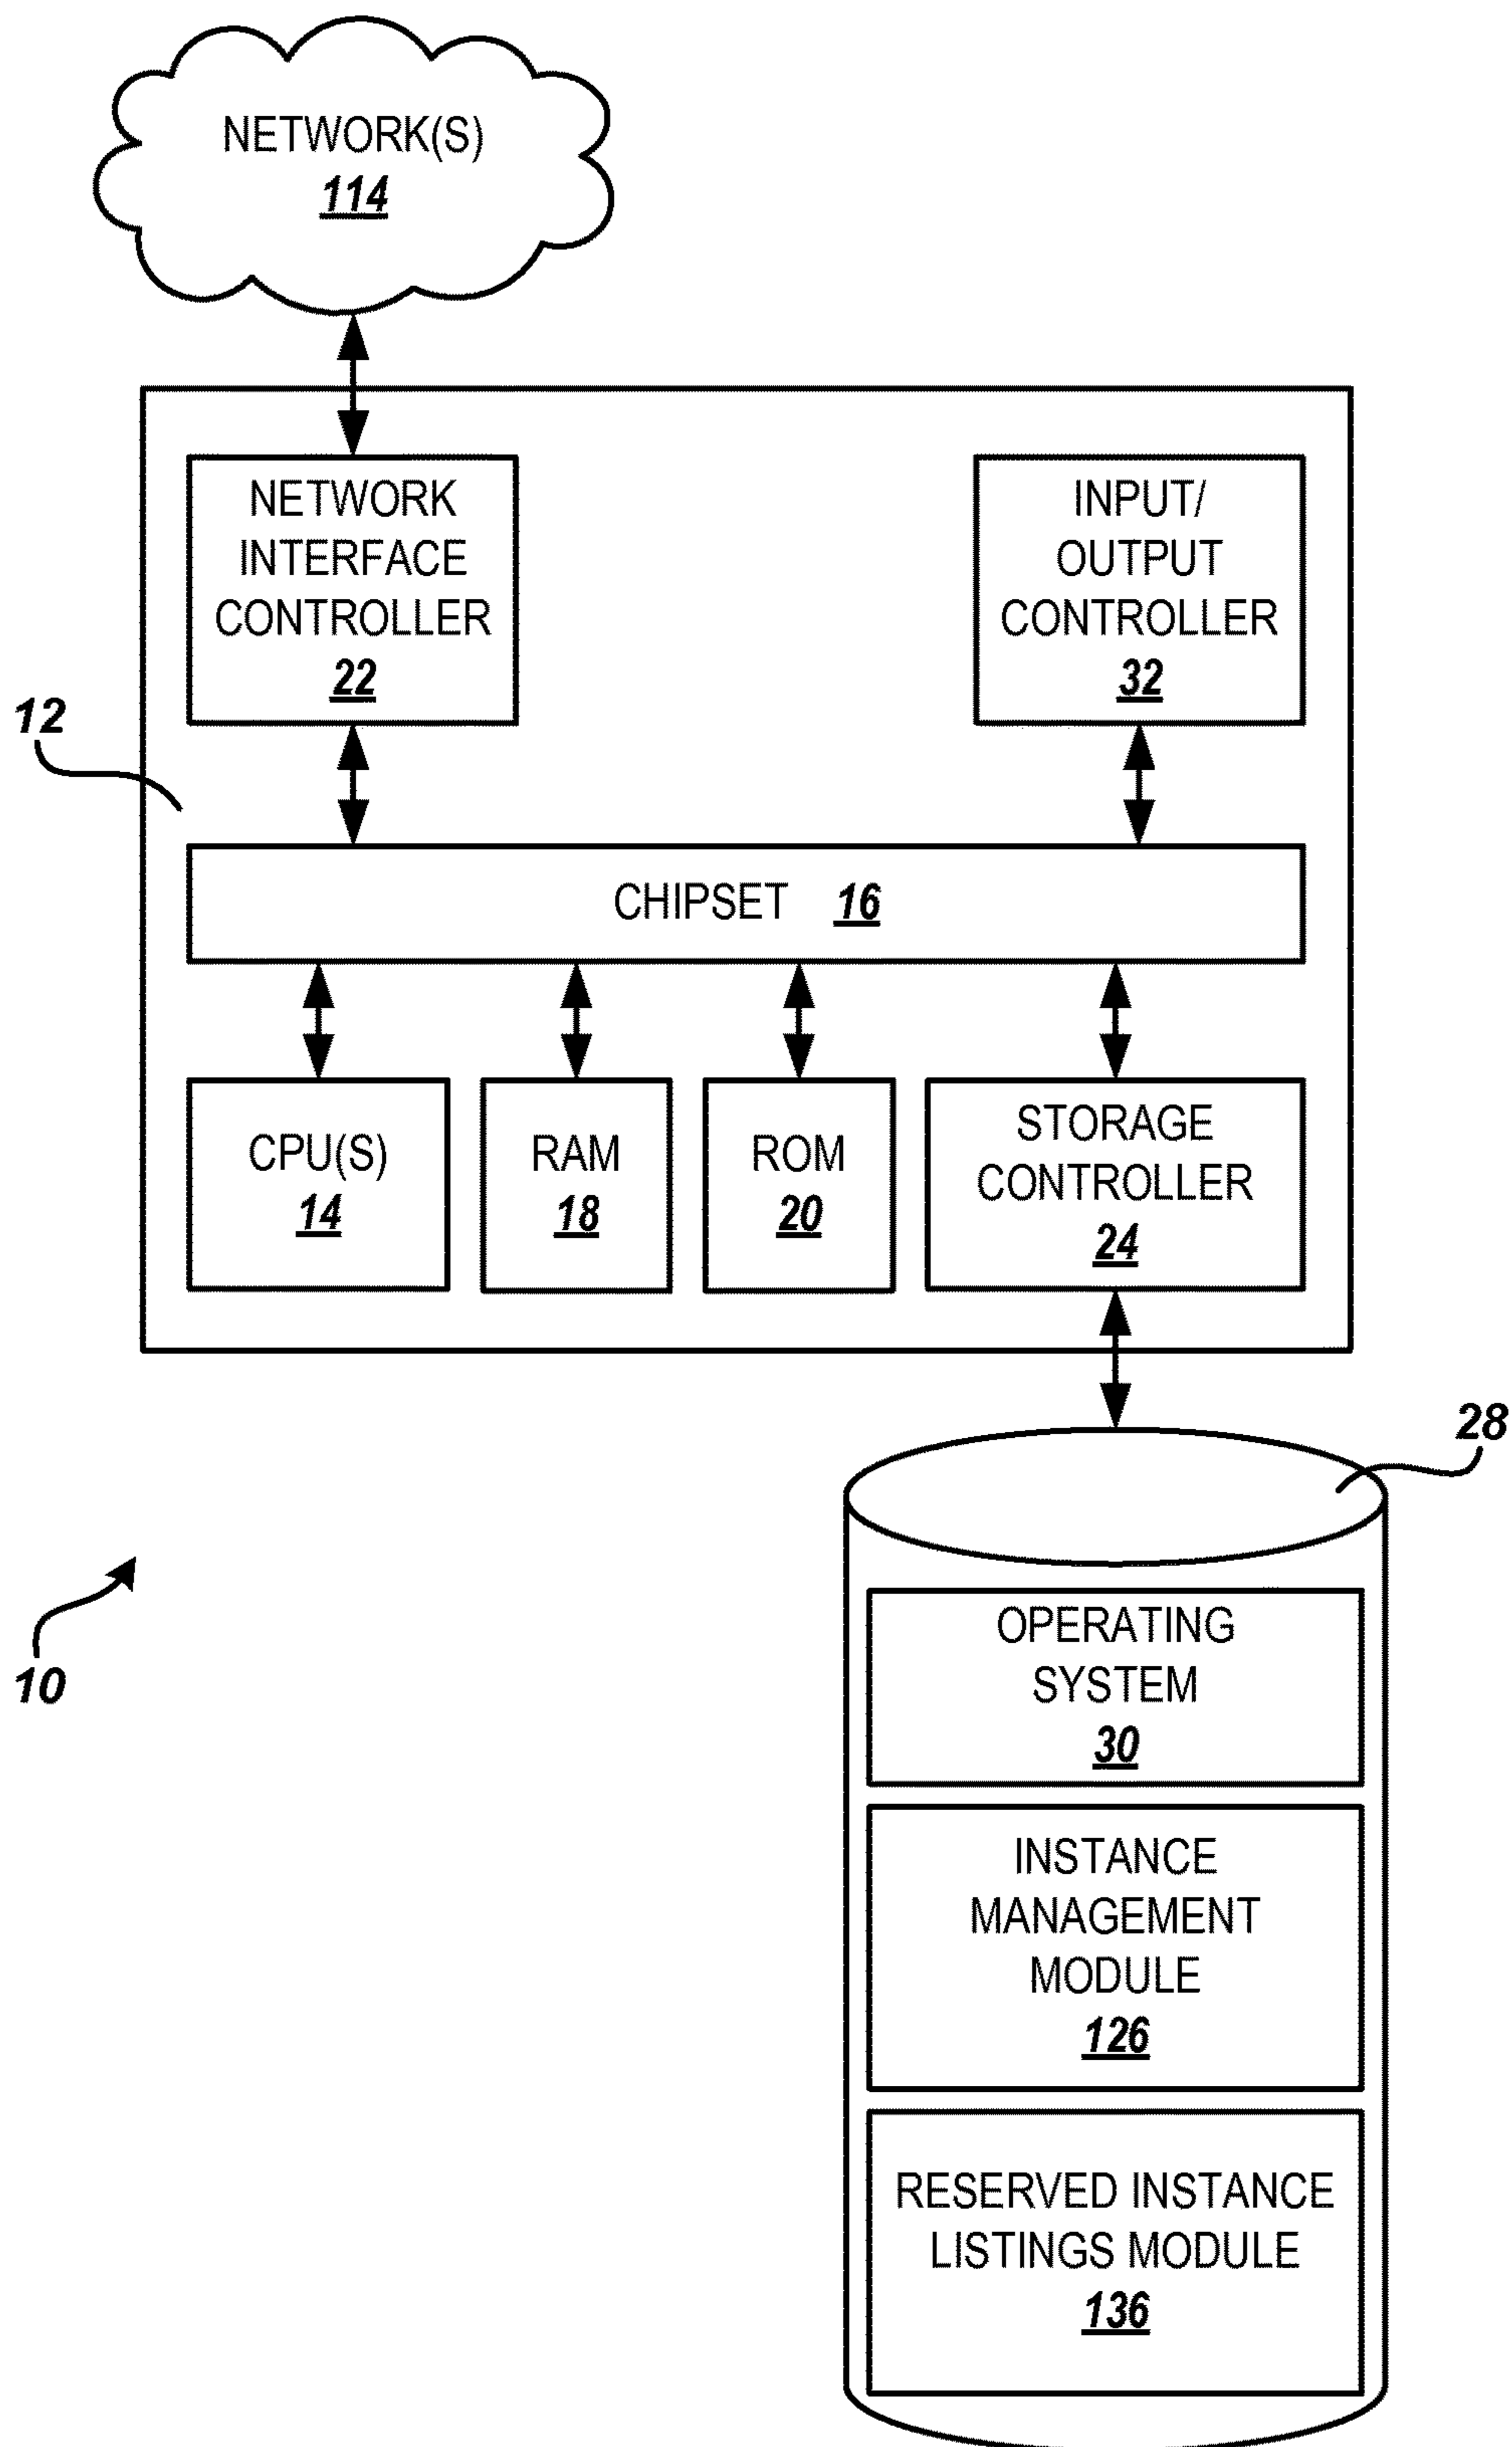 NETWORK(S)
114
NETWORK
INTERFACE
CONTROLLER
22
INPUT/
OUTPUT
CONTROLLER
32
12
CHIPSET 16
CPU(S)
14
RAM
18
ROM
20
STORAGE
CONTROLLER
24
28
OPERATING
SYSTEM
30
10
INSTANCE
MANAGEMENT
MODULE
126
RESERVED INSTANCE
LISTINGS MODULE
136